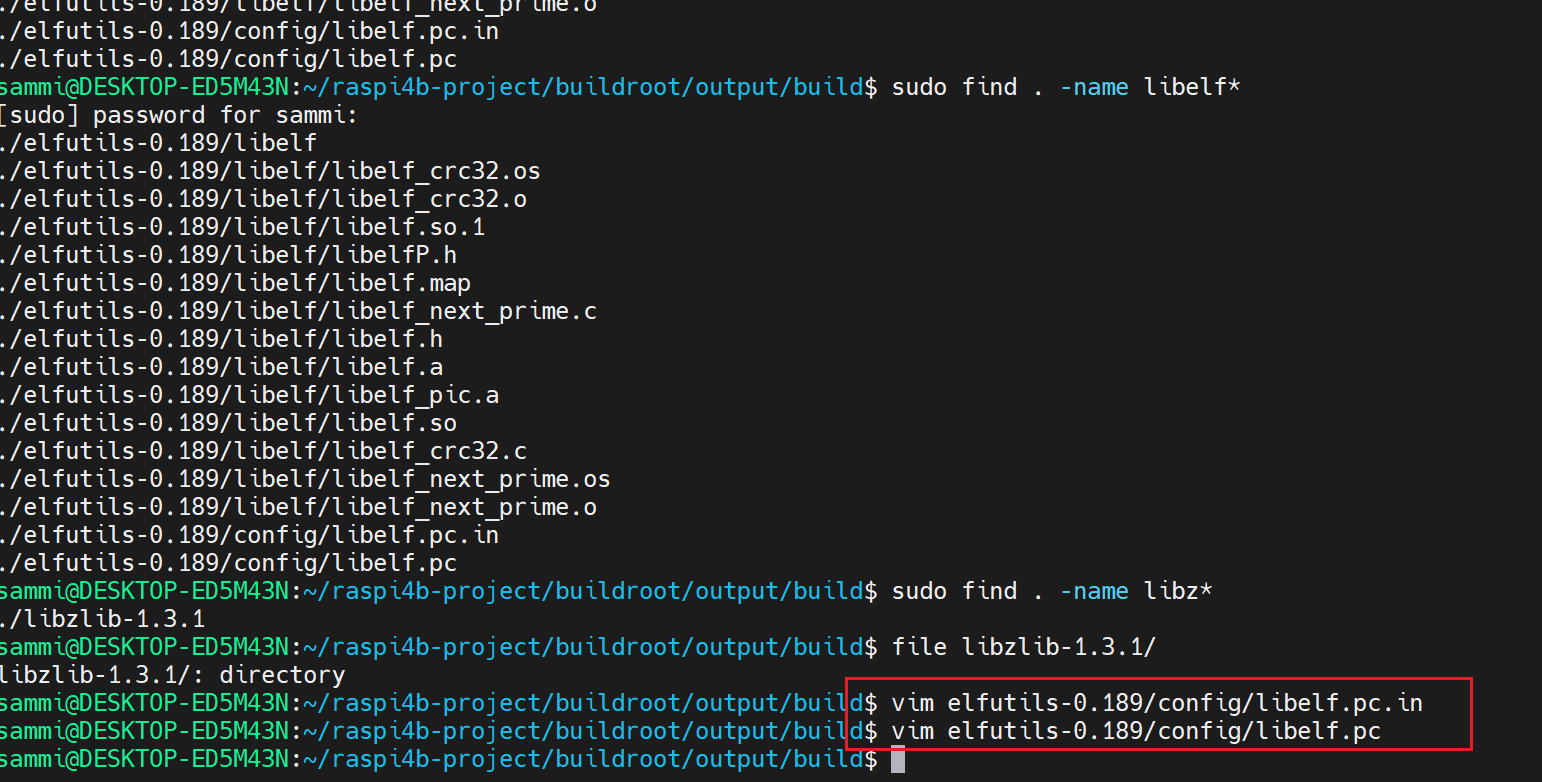 ./elfutils-0.189/libelf/libelf_next_prime.o
./elfutils-0.189/config/libelf.pc.in
./elfutils-0.189/config/libelf.pc
sammi@DESKTOP-ED5M43N:~/raspi4b-project/buildroot/output/build$ sudo find . -name libelf*
[sudo] password for sammi:
./elfutils-0.189/libelf
./elfutils-0.189/libelf/libelf_crc32.os
./elfutils-0.189/libelf/libelf_crc32.o
./elfutils-0.189/libelf/libelf.so.1
./elfutils-0.189/libelf/libelfP.h
./elfutils-0.189/libelf/libelf.map
./elfutils-0.189/libelf/libelf_next_prime.c
./elfutils-0.189/libelf/libelf.h
./elfutils-0.189/libelf/libelf.a
./elfutils-0.189/libelf/libelf_pic.a
./elfutils-0.189/libelf/libelf.so
./elfutils-0.189/libelf/libelf_crc32.c
./elfutils-0.189/libelf/libelf_next_prime.os
./elfutils-0.189/libelf/libelf_next_prime.o
./elfutils-0.189/config/libelf.pc.in
./elfutils-0.189/config/libelf.pc
sammi@DESKTOP-ED5M43N:~/raspi4b-project/buildroot/output/build$ sudo find . -name libz*
./libzlib-1.3.1
sammi@DESKTOP-ED5M43N:~/raspi4b-project/buildroot/output/build$ file libzlib-1.3.1/
libzlib-1.3.1/: directory
sammi@DESKTOP-ED5M43N:~/raspi4b-project/buildroot/output/build$ vim elfutils-0.189/config/libelf.pc.in
sammi@DESKTOP-ED5M43N:~/raspi4b-project/buildroot/output/build$ vim elfutils-0.189/config/libelf.pc
sammi@DESKTOP-ED5M43N:~/raspi4b-project/buildroot/output/build$